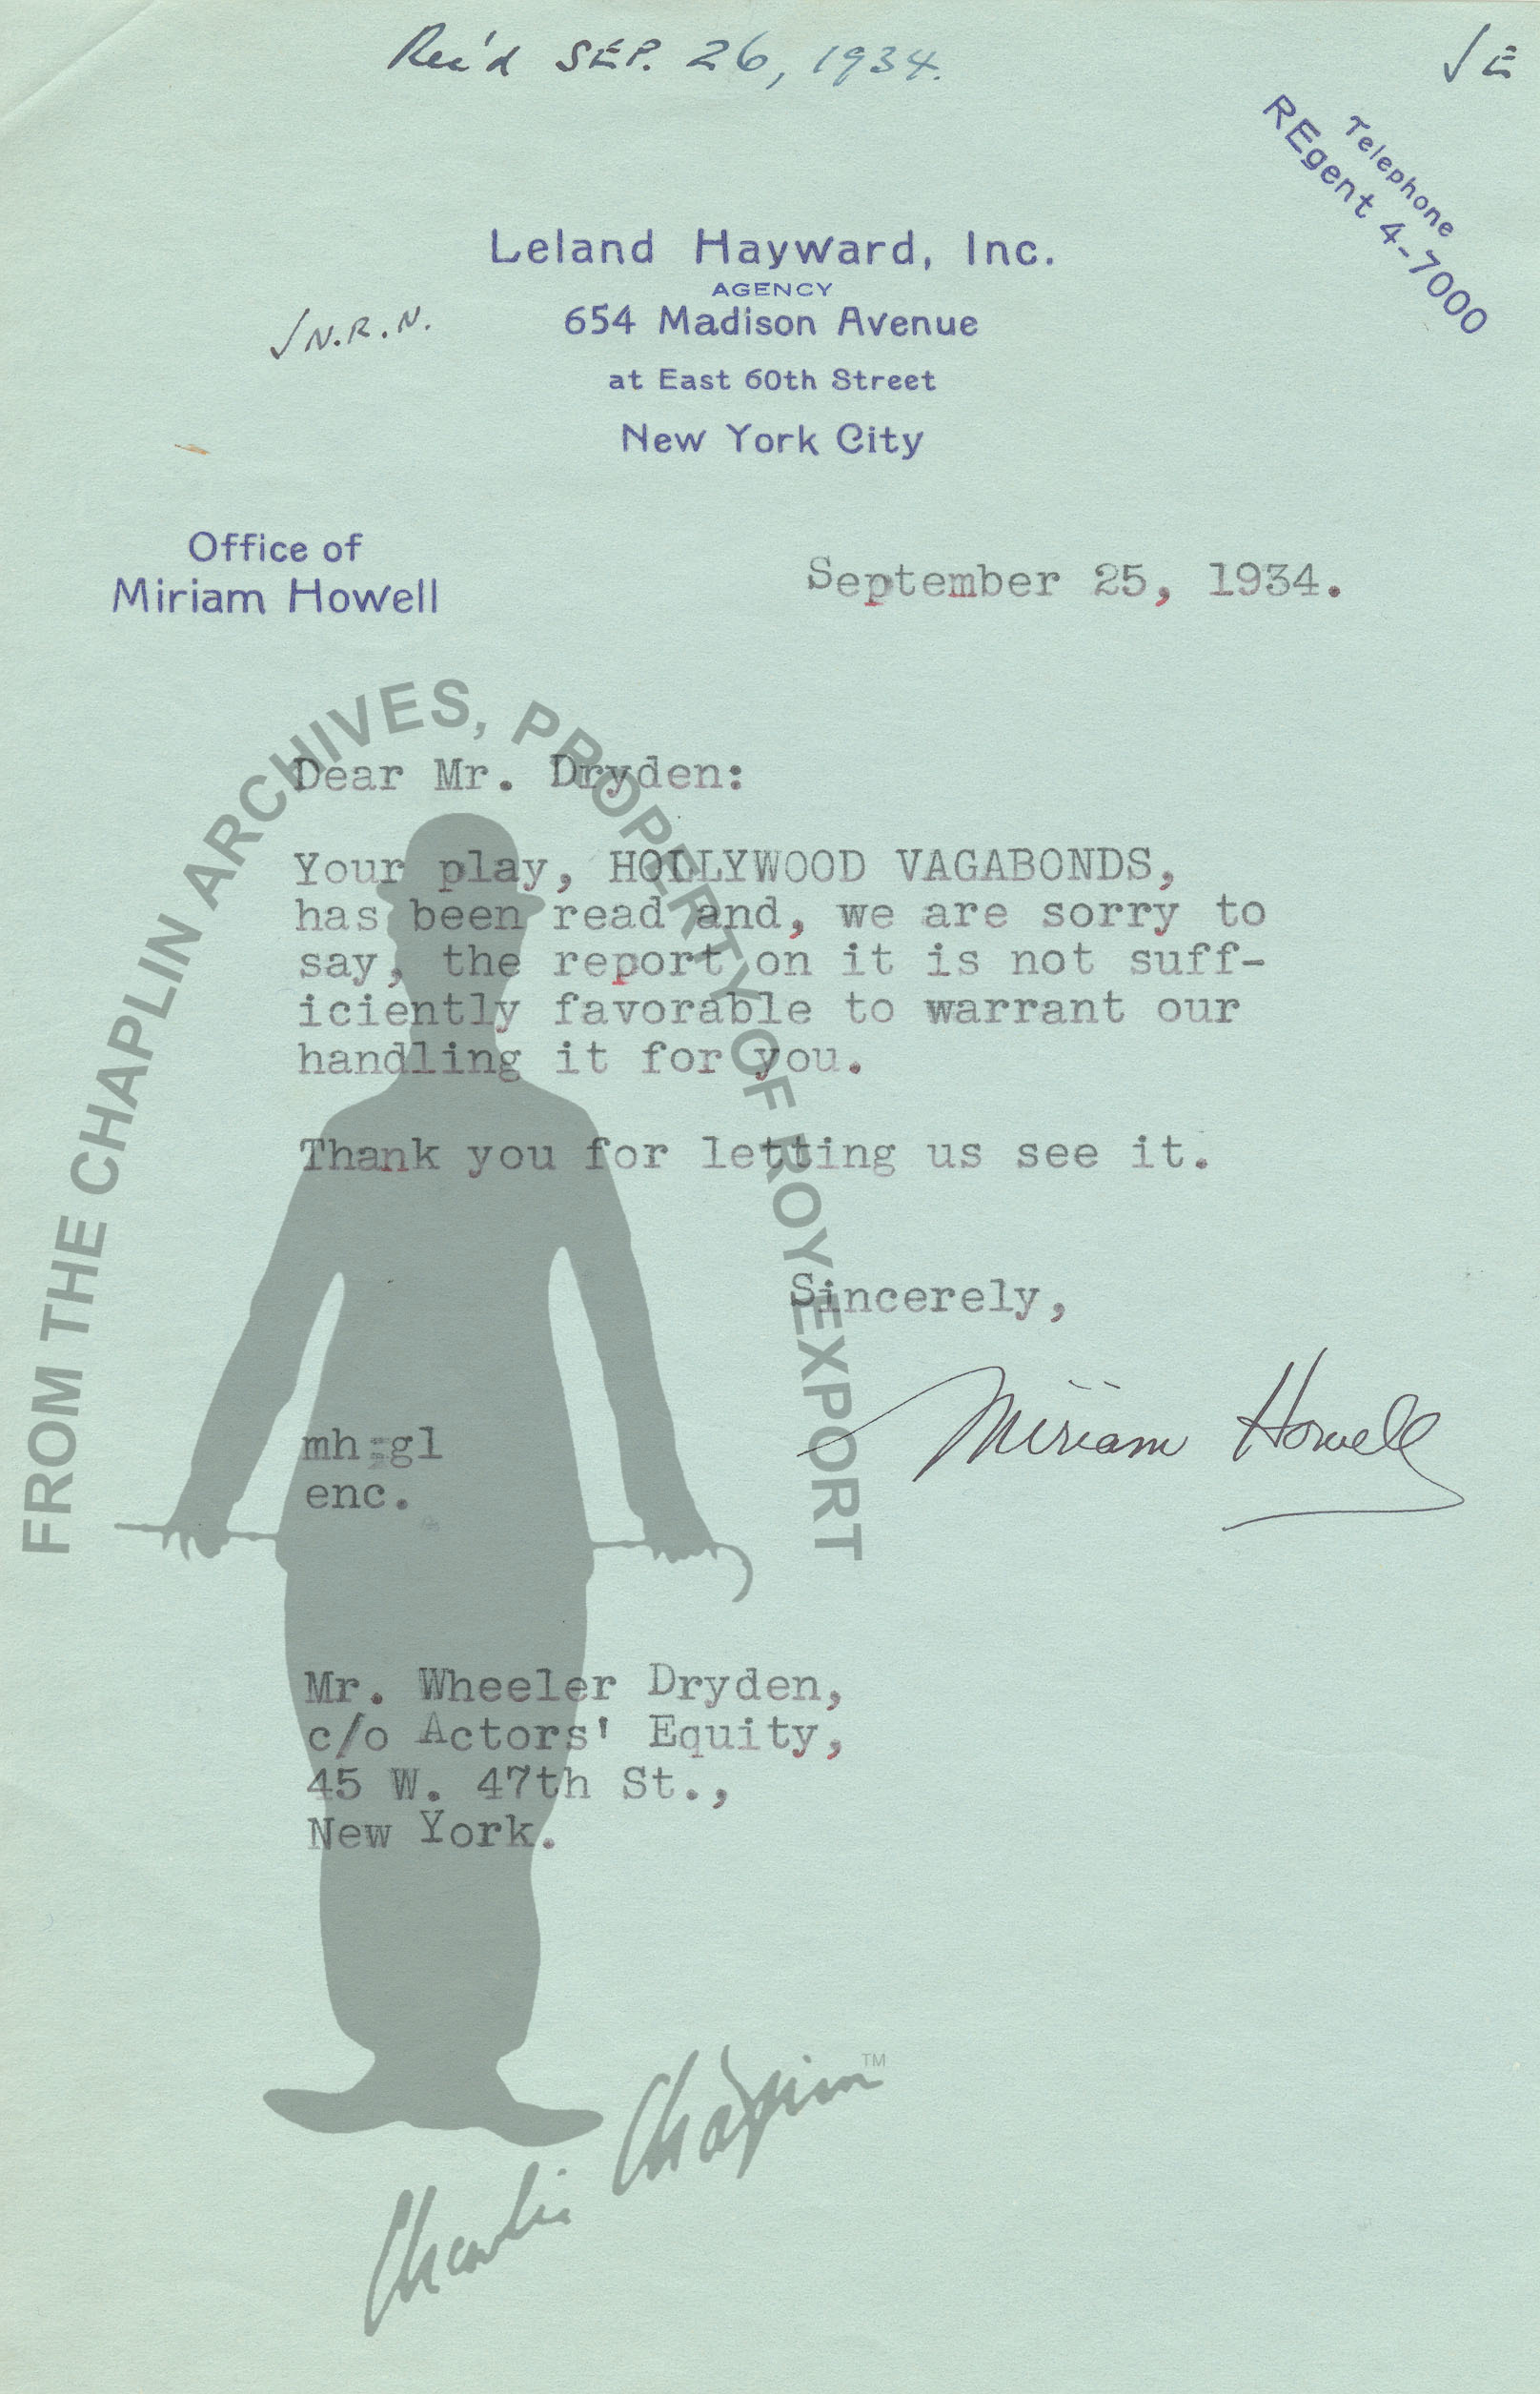 Rec'd SEP. 26, 1934.
√E
Telephone
REgent 4-7000
Leland Hayward, Inc.
AGENCY
654 Madison Avenue
at East 60th Street
New York City
√N.R.N.
Office of
Miriam Howell
September 25, 1934.
Dear Mr. Dryden:
Your play, HOLLYWOOD VAGABONDS,
has been read and, we are sorry to
say, the report on it is not suff-
iciently favorable to warrant our
handling it for you.
Thank you for letting us see it.
Sincerely,
Miriam Howell
mh-gl
enc.
Mr. Wheeler Dryden,
c/o Actors' Equity,
45 W. 47th St.,
New York.
FROM THE CHAPLIN ARCHIVES, PROPERTY OF ROY EXPORT
Charlie Chaplin™